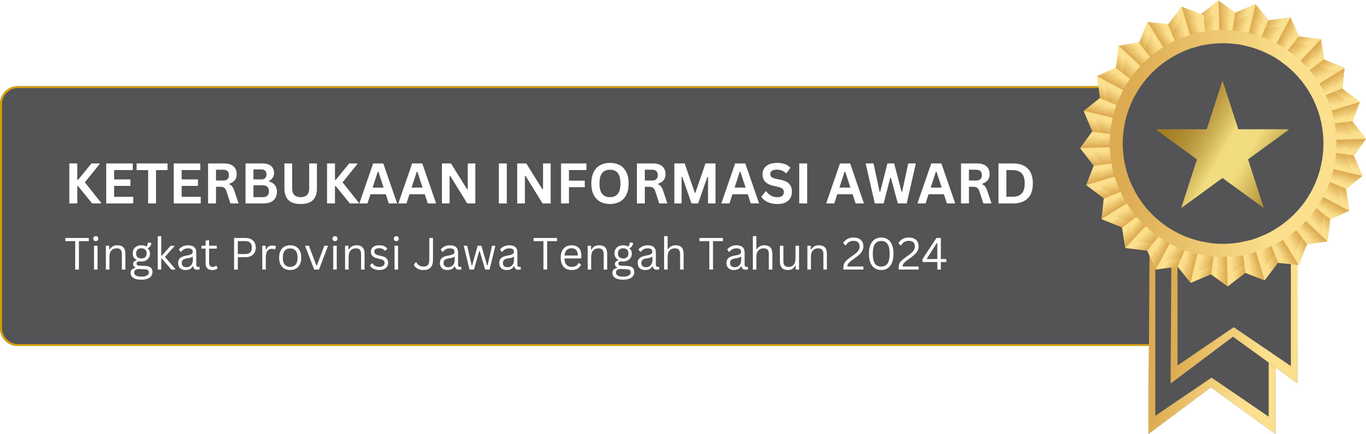 KETERBUKAAN INFORMASI AWARD
Tingkat Provinsi Jawa Tengah Tahun 2024